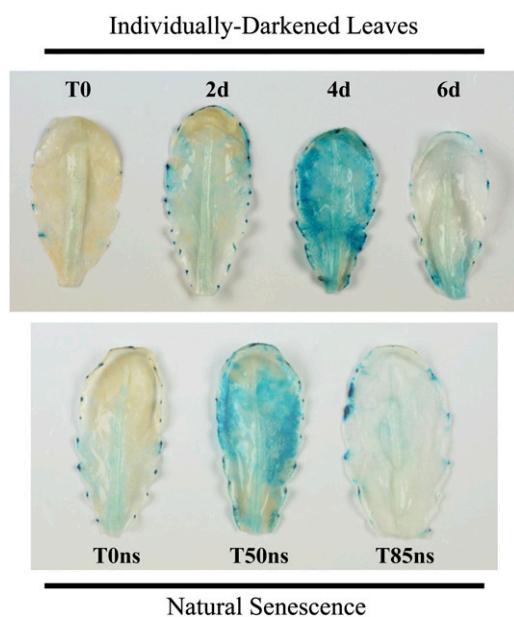 Individually-Darkened Leaves
T0 2d 4d 6d
T0ns T50ns T85ns
Natural Senescence